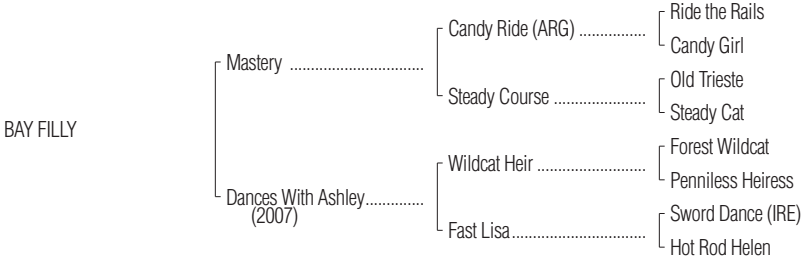 Ride the Rails
Candy Ride (ARG) ................
Candy Girl
Mastery ................................
Old Trieste
Steady Course ......................
Steady Cat
BAY FILLY
Forest Wildcat
Wildcat Heir ..........................
Penniless Heiress
Dances With Ashley..............
(2007)
Sword Dance (IRE)
Fast Lisa................................
Hot Rod Helen